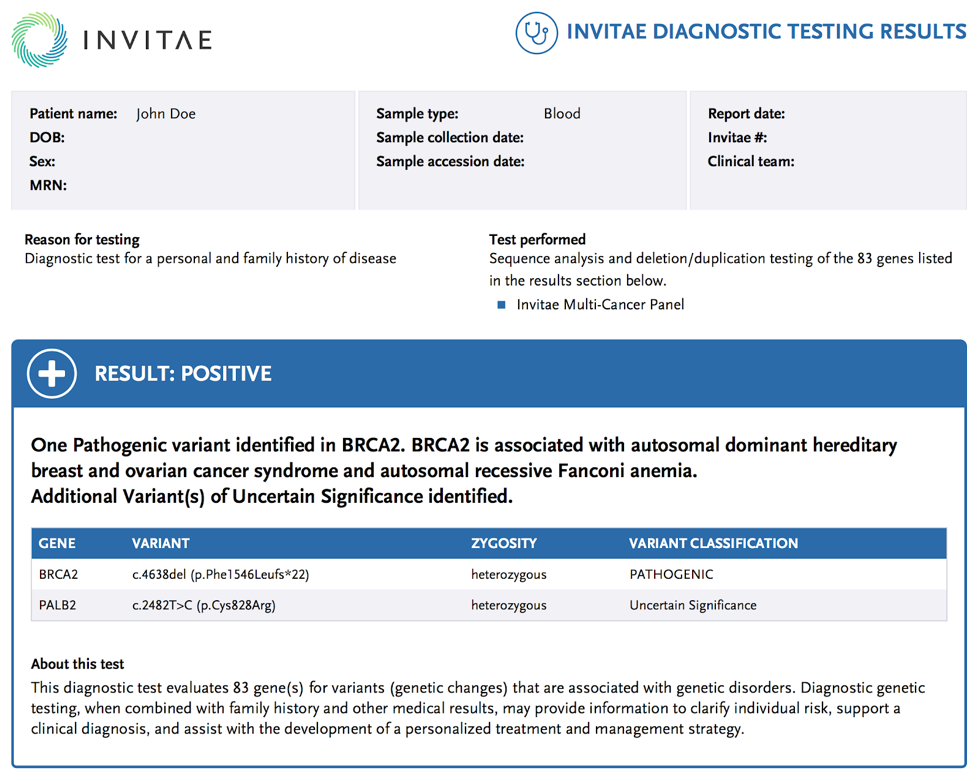 INVITAE
INVITAE DIAGNOSTIC TESTING RESULTS
Patient name: John Doe
DOB:
Sex:
MRN:
Sample type: Blood
Sample collection date:
Sample accession date:
Report date:
Invitae #:
Clinical team:
Reason for testing
Diagnostic test for a personal and family history of disease
Test performed
Sequence analysis and deletion/duplication testing of the 83 genes listed
in the results section below.
Invitae Multi-Cancer Panel
RESULT: POSITIVE
One Pathogenic variant identified in BRCA2. BRCA2 is associated with autosomal dominant hereditary
breast and ovarian cancer syndrome and autosomal recessive Fanconi anemia.
Additional Variant(s) of Uncertain Significance identified.
GENE VARIANT ZYGOSITY VARIANT CLASSIFICATION
BRCA2 c.4638del (p.Phe1546Leufs*22) heterozygous PATHOGENIC
PALB2 c.2482T>C (p.Cys828Arg) heterozygous Uncertain Significance
About this test
This diagnostic test evaluates 83 gene(s) for variants (genetic changes) that are associated with genetic disorders. Diagnostic genetic
testing, when combined with family history and other medical results, may provide information to clarify individual risk, support a
clinical diagnosis, and assist with the development of a personalized treatment and management strategy.